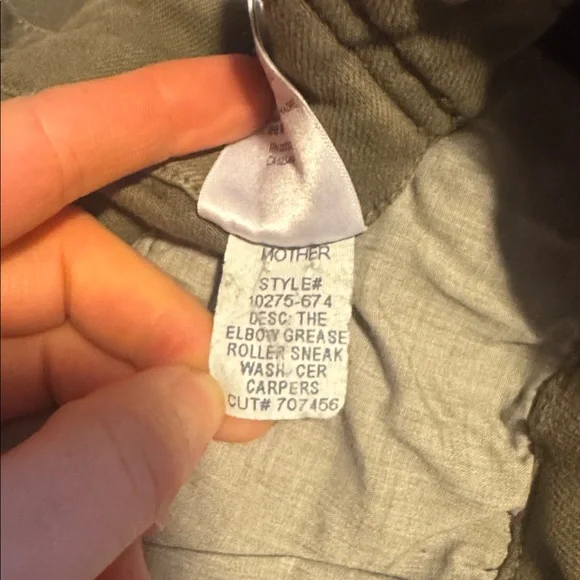 MOTHER
STYLE#
10275-674
DESC: THE
ELBOW GREASE
ROLLER SNEAK
WASH: CER
CARPERS
CUT# 707456